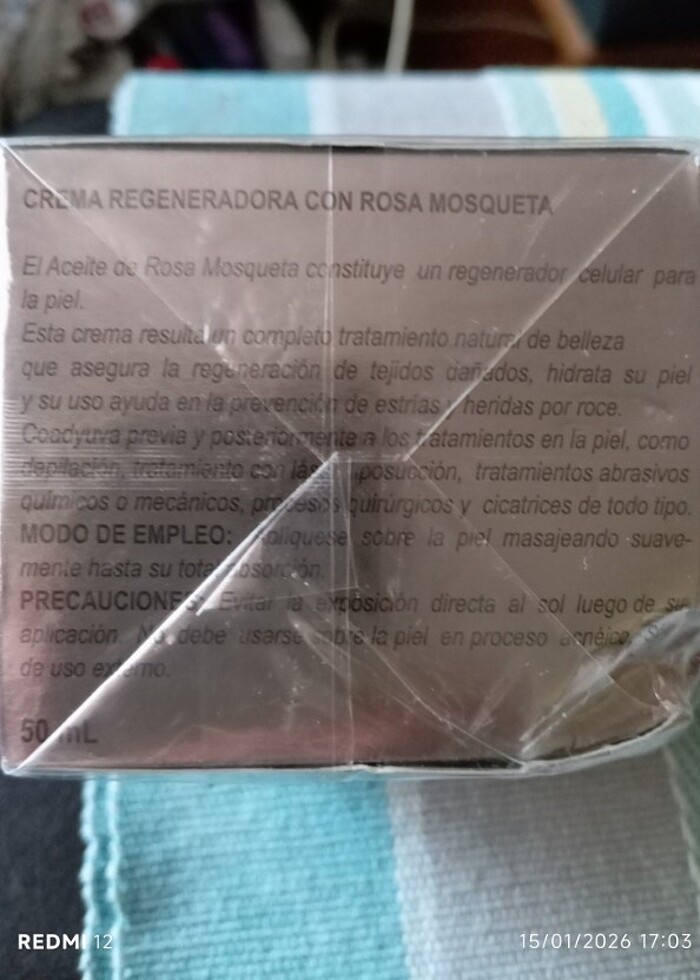 CREMA REGENERADORA CON ROSA MOSQUETA
El Aceite de Rosa Mosqueta constituye un regenerador celular para
la piel.
Esta crema resulta un completo tratamiento natural de belleza
que asegura la regeneración de tejidos dañados, hidrata su piel
y su uso ayuda en la prevención de estrias y heridas por roce.
Coadyuva previa y posteriormente a los tratamientos en la piel, como
depilación, tratamiento con láser, liposucción, tratamientos abrasivos
químicos o mecánicos, procesos quirúrgicos y cicatrices de todo tipo.
MODO DE EMPLEO: Aplíquese sobre la piel masajeando suave-
mente hasta su total absorción.
PRECAUCIONES: Evitar la exposición directa al sol luego de su
aplicación. No debe usarse sobre la piel en proceso acnéico,
de uso externo.
50 mL
REDMI 12
15/01/2026 17:03